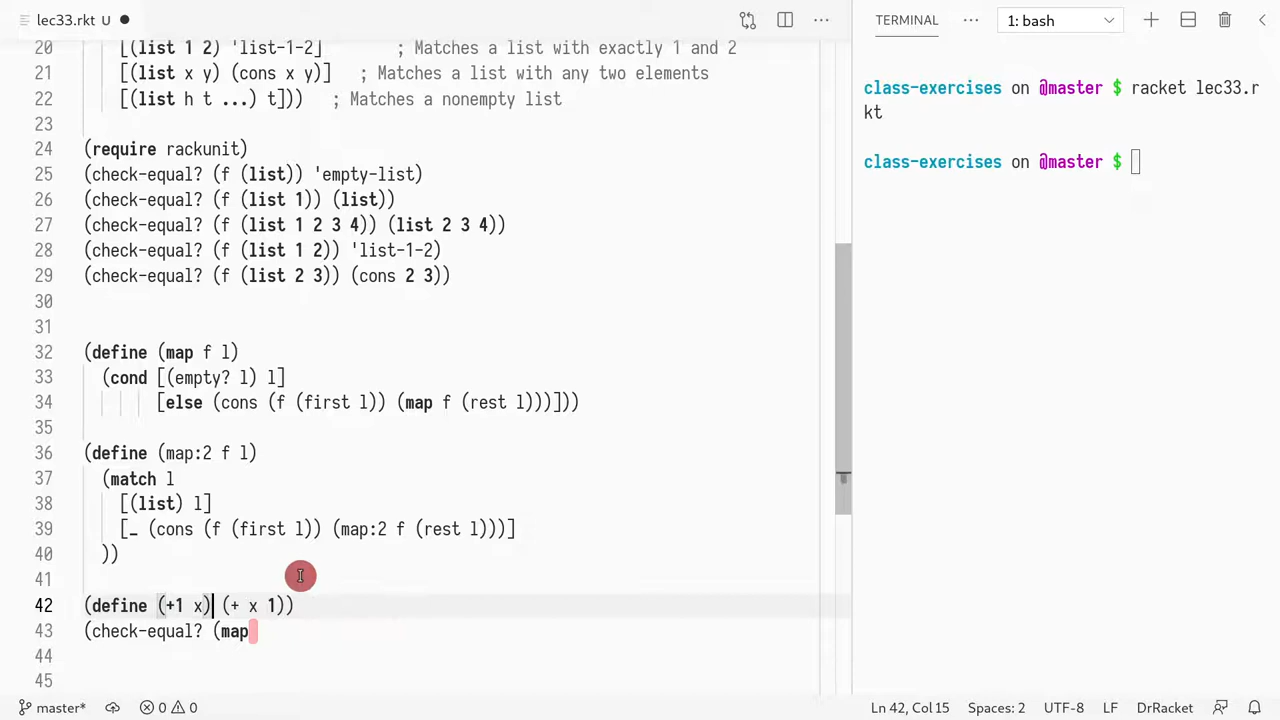 lec33.rkt U
TERMINAL
1: bash
20 [(list 1 2) 'list-1-2] ; Matches a list with exactly 1 and 2
21 [(list x y) (cons x y)] ; Matches a list with any two elements
22 [(list h t ...) t])) ; Matches a nonempty list
23
24 (require rackunit)
25 (check-equal? (f (list)) 'empty-list)
26 (check-equal? (f (list 1)) (list))
27 (check-equal? (f (list 1 2 3 4)) (list 2 3 4))
28 (check-equal? (f (list 1 2)) 'list-1-2)
29 (check-equal? (f (list 2 3)) (cons 2 3))
30
31
32 (define (map f l)
33 (cond [(empty? l) l]
34 [else (cons (f (first l)) (map f (rest l)))]))
35
36 (define (map:2 f l)
37 (match l
38 [(list) l]
39 [_ (cons (f (first l)) (map:2 f (rest l)))]
40 ))
41
42 (define (+1 x) (+ x 1))
43 (check-equal? (map
44
45
class-exercises on @master $ racket lec33.r
kt
class-exercises on @master $
master*
0
0
Ln 42, Col 15
Spaces: 2
UTF-8
LF
DrRacket